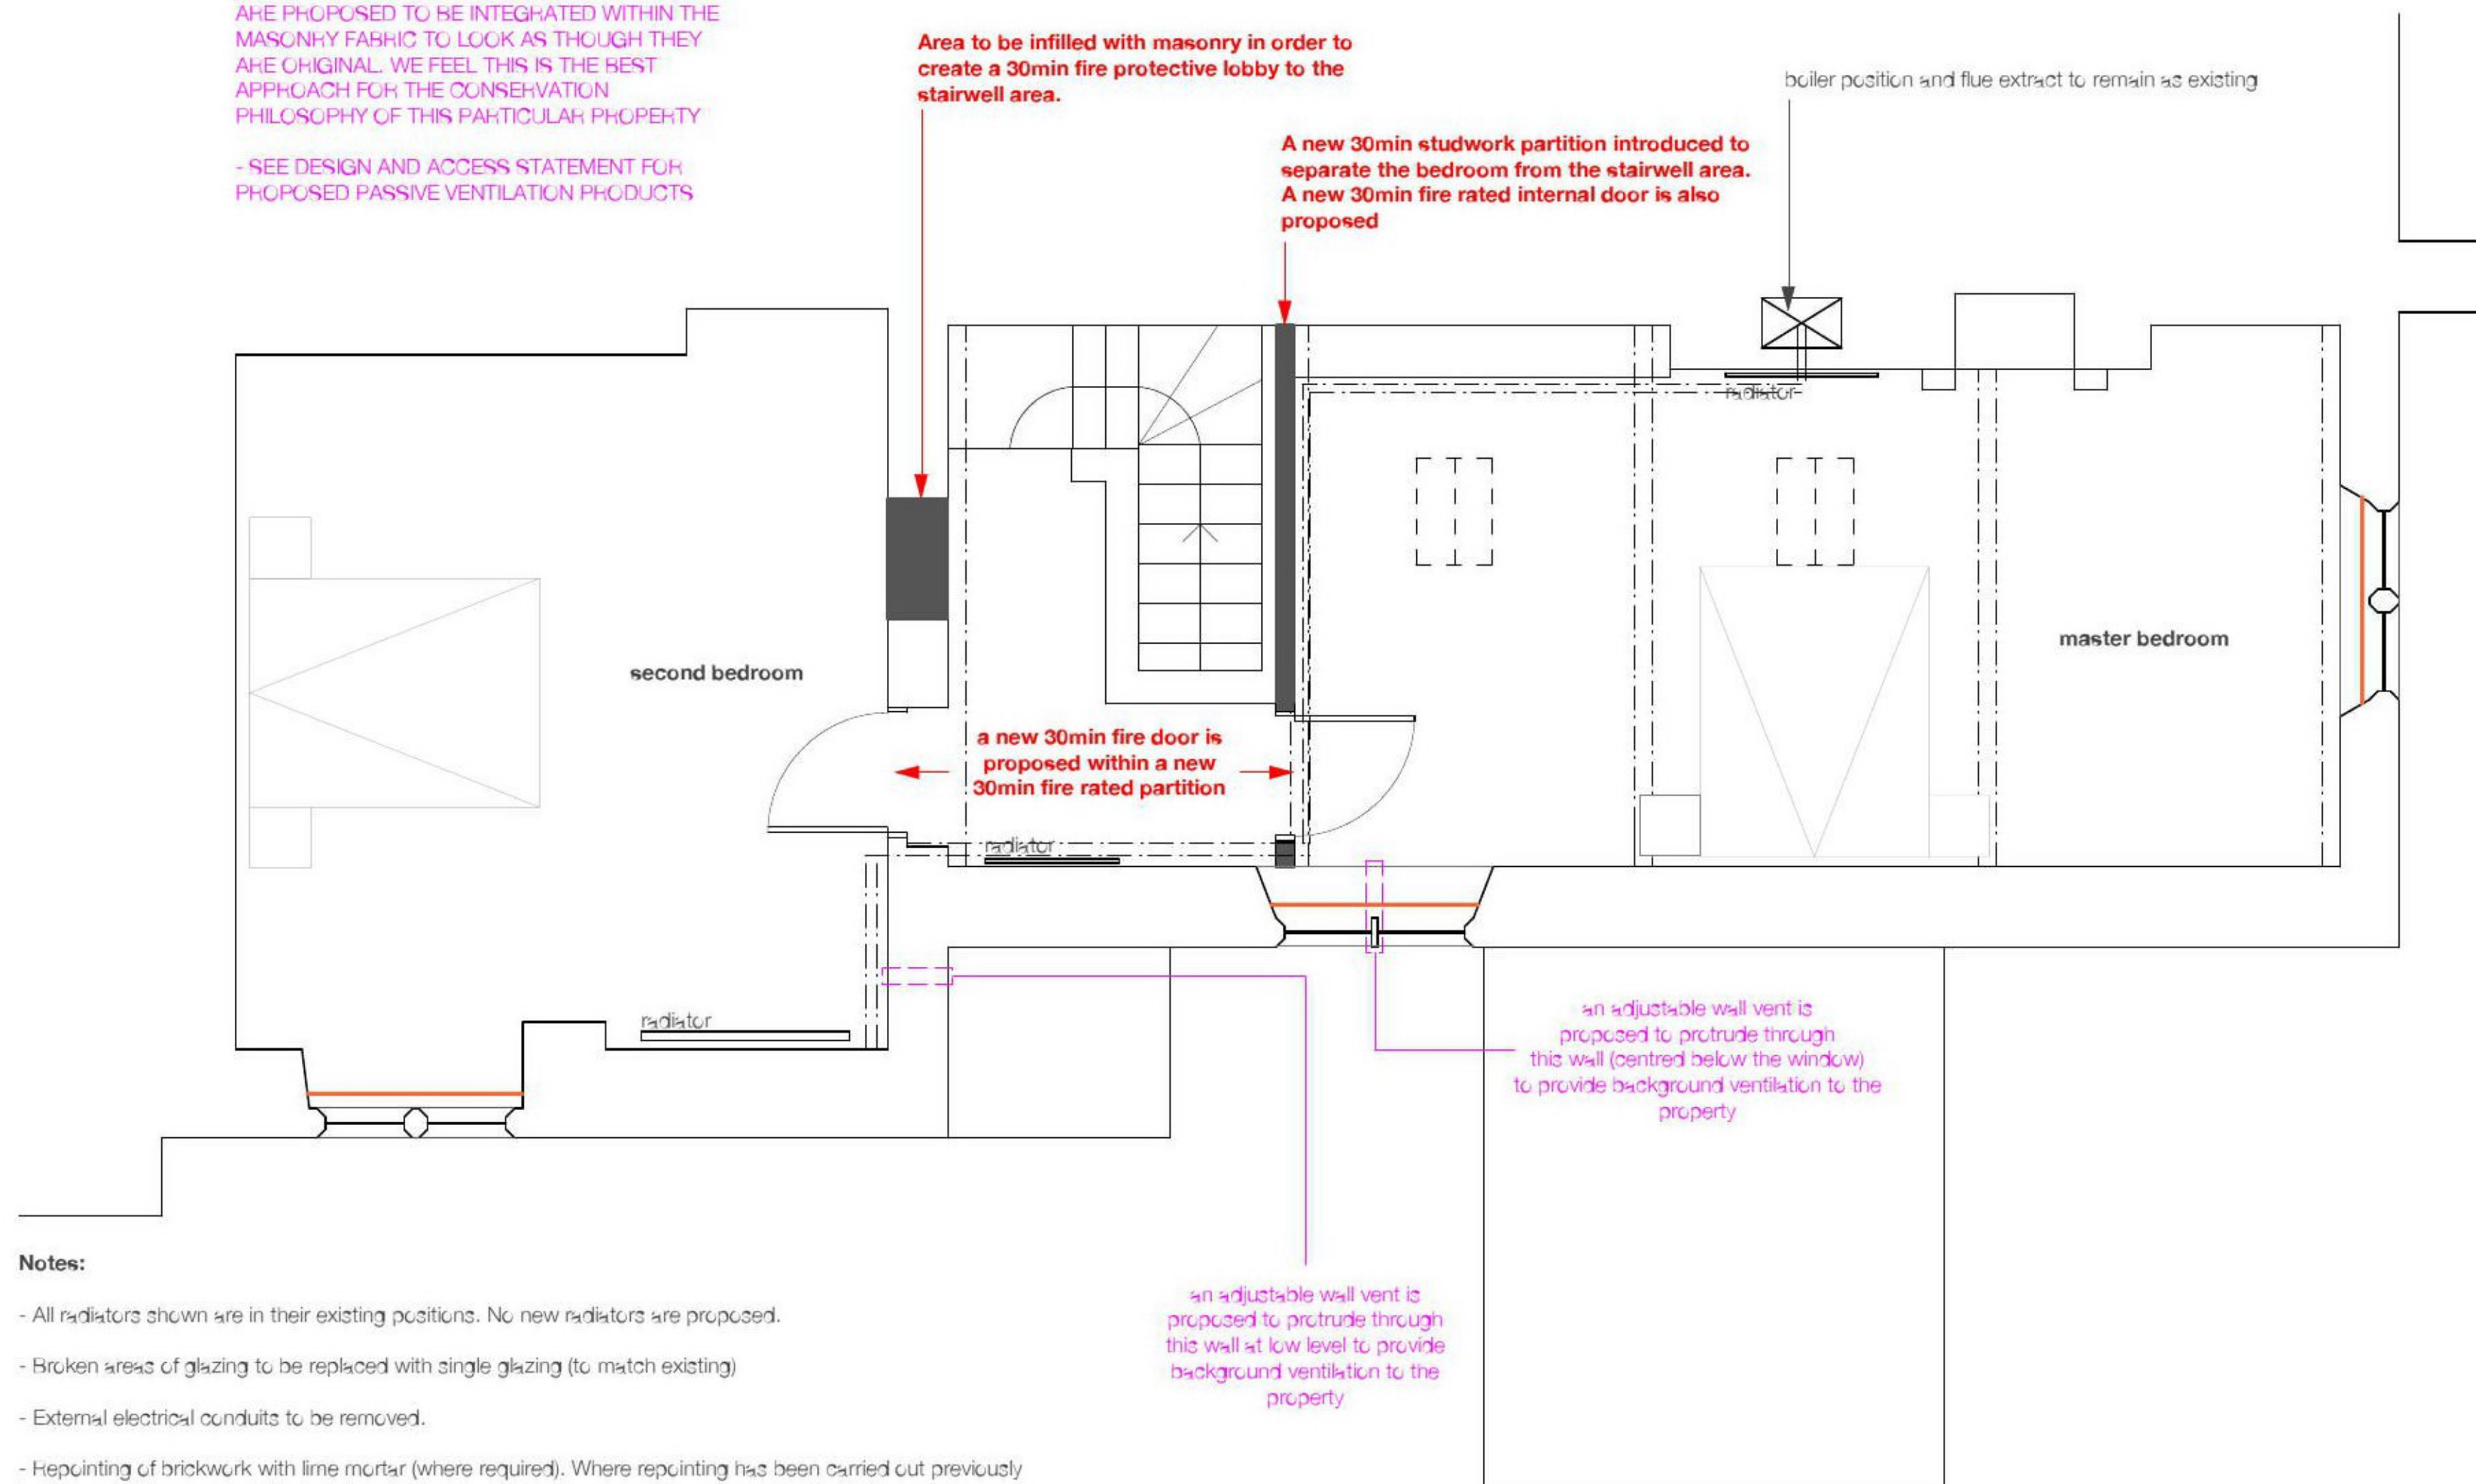 ARE PROPOSED TO BE INTEGRATED WITHIN THE
MASONRY FABRIC TO LOOK AS THOUGH THEY
ARE ORIGINAL. WE FEEL THIS IS THE BEST
APPROACH FOR THE CONSERVATION
PHILOSOPHY OF THIS PARTICULAR PROPERTY
- SEE DESIGN AND ACCESS STATEMENT FOR
PROPOSED PASSIVE VENTILATION PRODUCTS
Area to be infilled with masonry in order to
create a 30min fire protective lobby to the
stairwell area.
A new 30min studwork partition introduced to
separate the bedroom from the stairwell area.
A new 30min fire rated internal door is also
proposed
boiler position and flue extract to remain as existing
radiator
second bedroom
master bedroom
a new 30min fire door is
proposed within a new
30min fire rated partition
radiator
radiator
an adjustable wall vent is
proposed to protrude through
this wall (centred below the window)
to provide background ventilation to the
property
an adjustable wall vent is
proposed to protrude through
this wall at low level to provide
background ventilation to the
property
Notes:
- All radiators shown are in their existing positions. No new radiators are proposed.
- Broken areas of glazing to be replaced with single glazing (to match existing)
- External electrical conduits to be removed.
- Repointing of brickwork with lime mortar (where required). Where repointing has been carried out previously